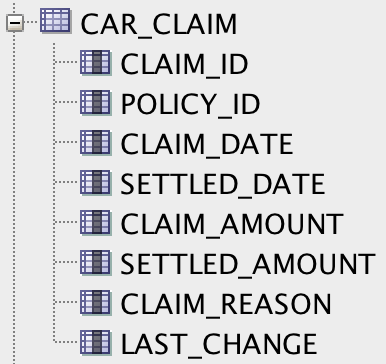 CAR_CLAIM
CLAIM_ID
POLICY_ID
CLAIM_DATE
SETTLED_DATE
CLAIM_AMOUNT
SETTLED_AMOUNT
CLAIM_REASON
LAST_CHANGE